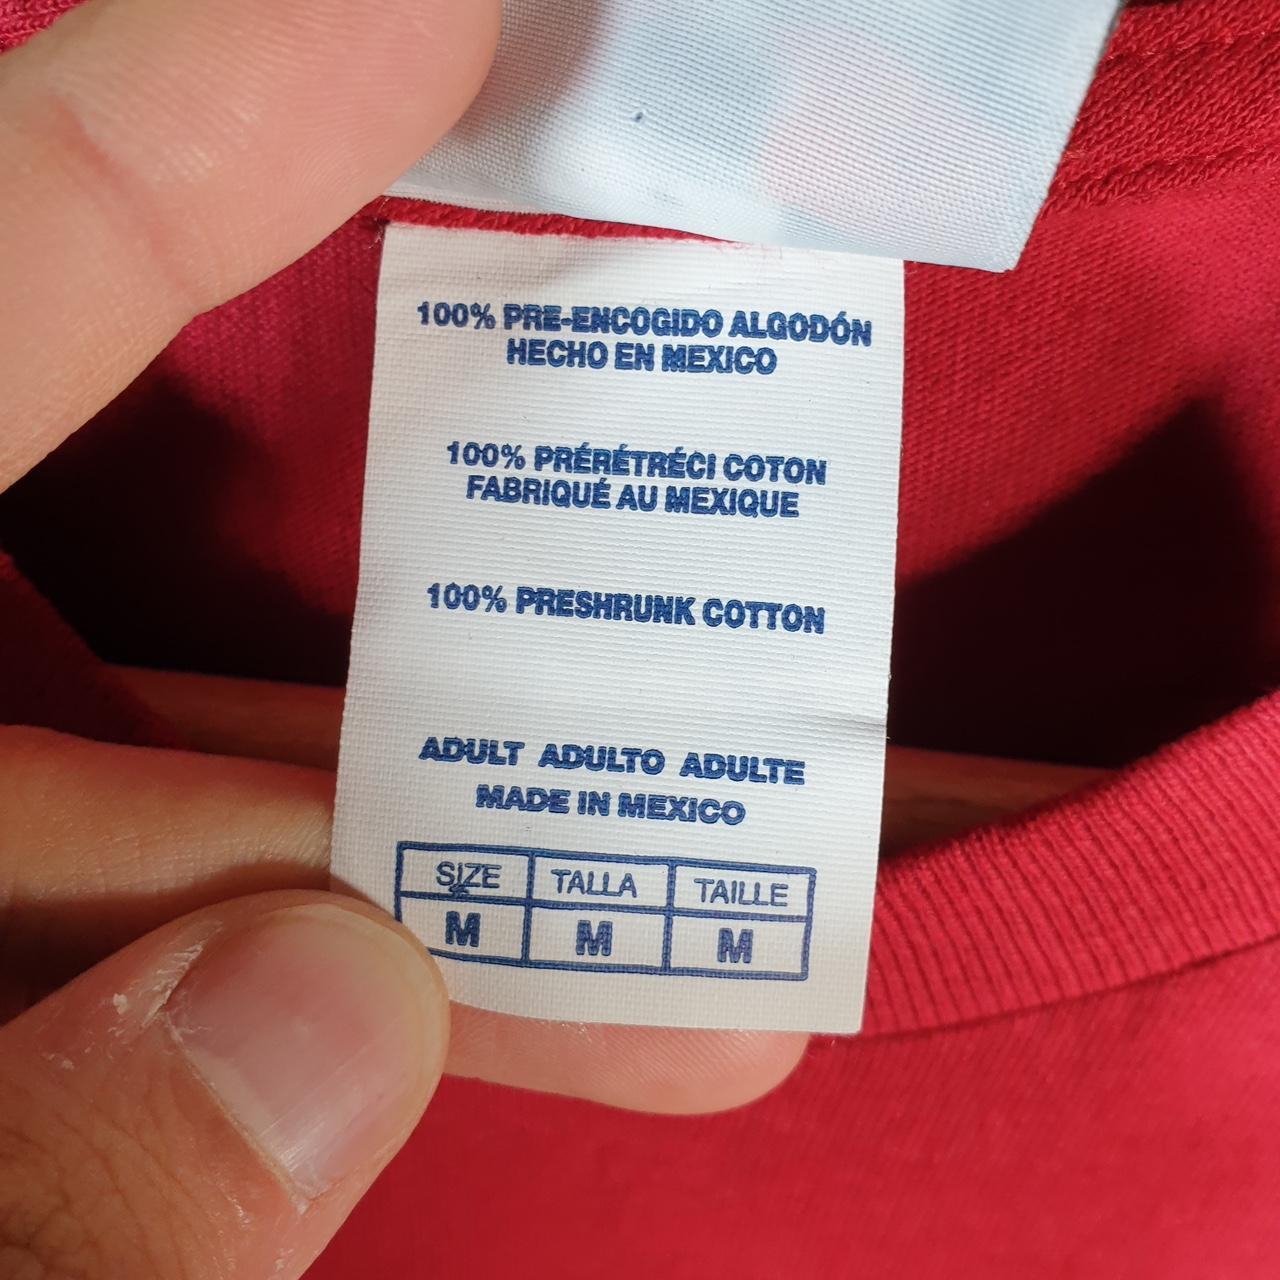 100% PRE-ENCOGIDO ALGODÓN
HECHO EN MEXICO
100% PRÉRÉTRÉCI COTON
FABRIQUÉ AU MEXIQUE
100% PRESHRUNK COTTON
ADULT ADULTO ADULTE
MADE IN MEXICO
SIZE TALLA TAILLE
M M M